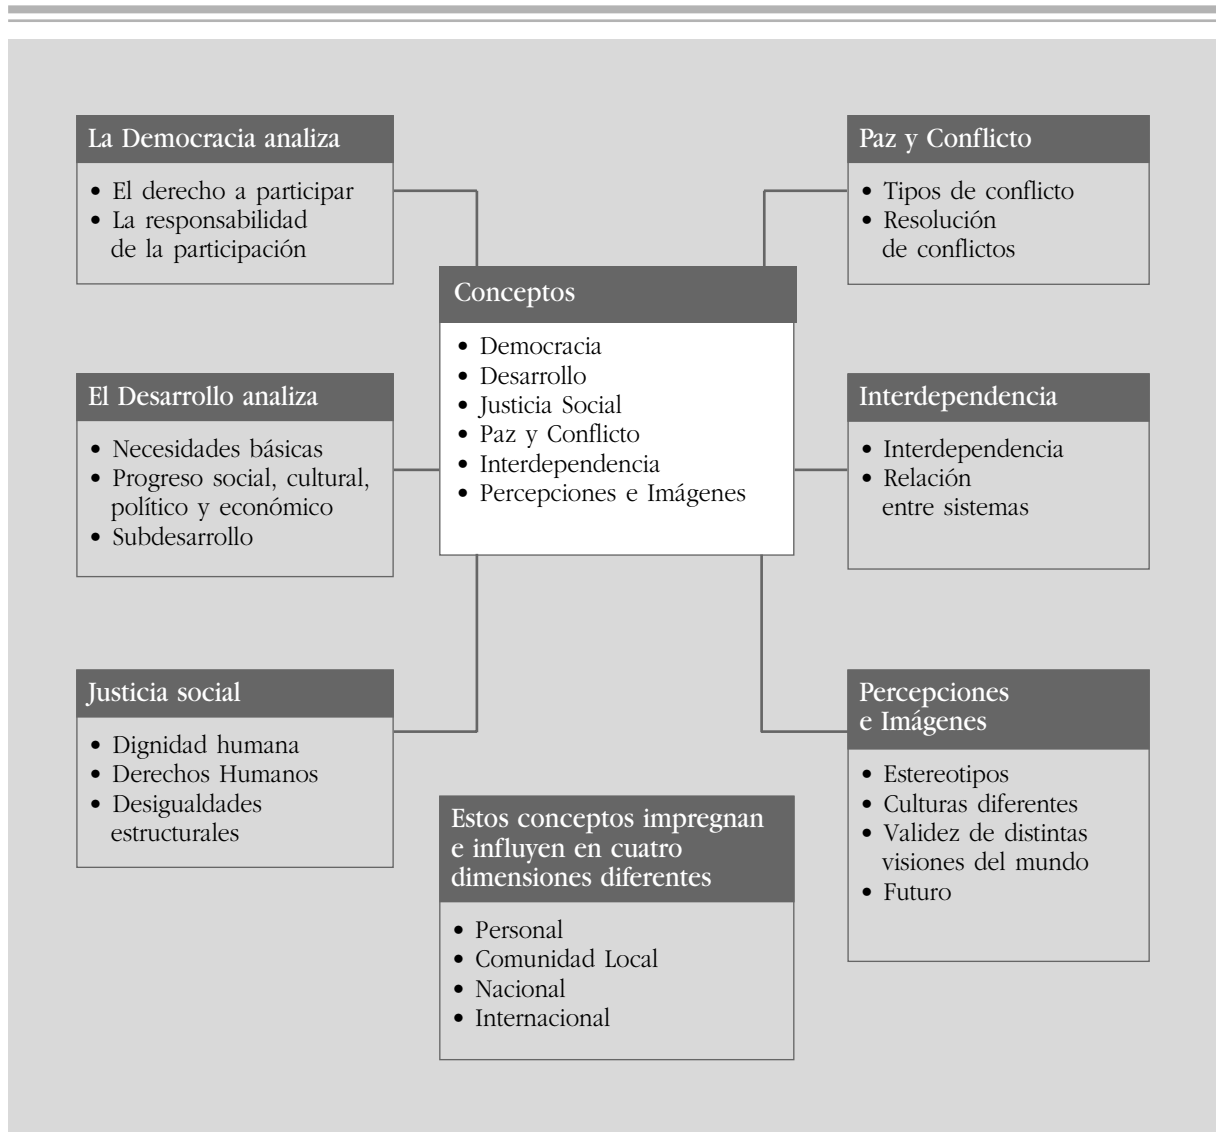 La Democracia analiza
• El derecho a participar
• La responsabilidad
de la participación
El Desarrollo analiza
• Necesidades básicas
• Progreso social, cultural,
político y económico
• Subdesarrollo
Justicia social
• Dignidad humana
• Derechos Humanos
• Desigualdades
estructurales
Conceptos
• Democracia
• Desarrollo
• Justicia Social
• Paz y Conflicto
• Interdependencia
• Percepciones e Imágenes
Estos conceptos impregnan
e influyen en cuatro
dimensiones diferentes
• Personal
• Comunidad Local
• Nacional
• Internacional
Paz y Conflicto
• Tipos de conflicto
• Resolución
de conflictos
Interdependencia
• Interdependencia
• Relación
entre sistemas
Percepciones
e Imágenes
• Estereotipos
• Culturas diferentes
• Validez de distintas
visiones del mundo
• Futuro